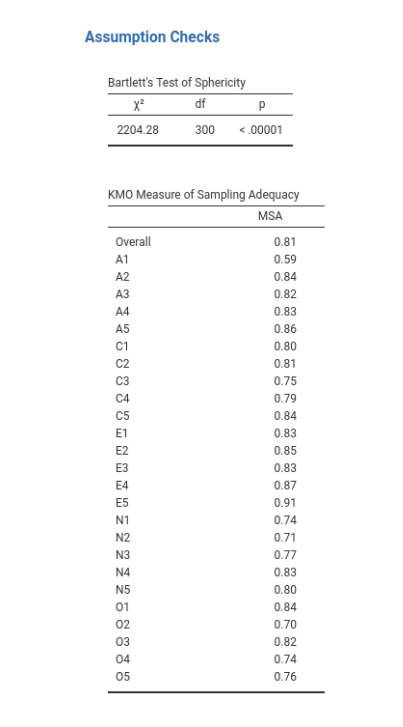 Assumption Checks
Bartlett's Test of Sphericity
χ² df p
2204.28 300 < .00001
KMO Measure of Sampling Adequacy
MSA
Overall 0.81
A1 0.59
A2 0.84
A3 0.82
A4 0.83
A5 0.86
C1 0.80
C2 0.81
C3 0.75
C4 0.79
C5 0.84
E1 0.83
E2 0.85
E3 0.83
E4 0.87
E5 0.91
N1 0.74
N2 0.71
N3 0.77
N4 0.83
N5 0.80
O1 0.84
O2 0.70
O3 0.82
O4 0.74
O5 0.76